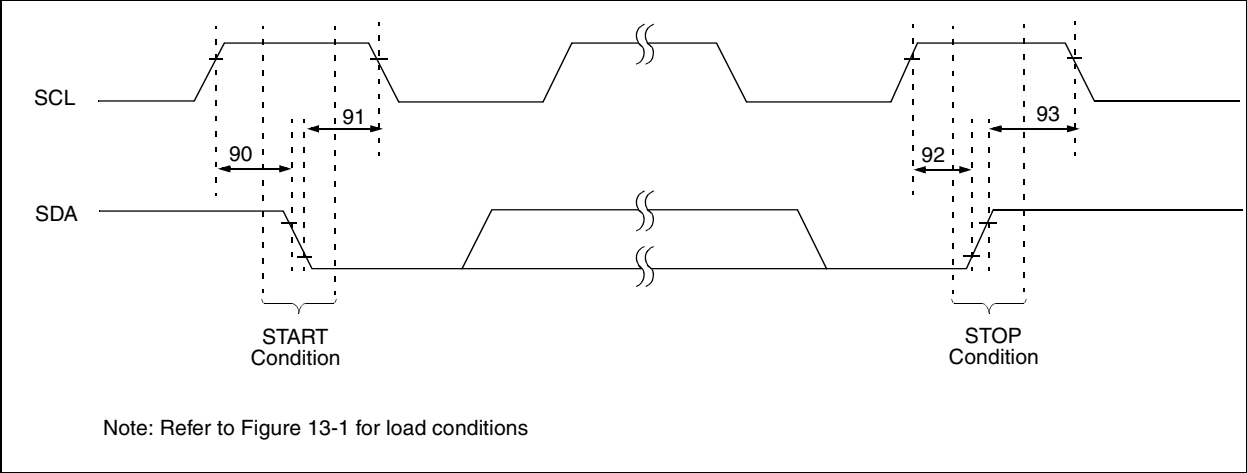 SCL
91
93
90
92
SDA
START
Condition
STOP
Condition
Note: Refer to Figure 13-1 for load conditions